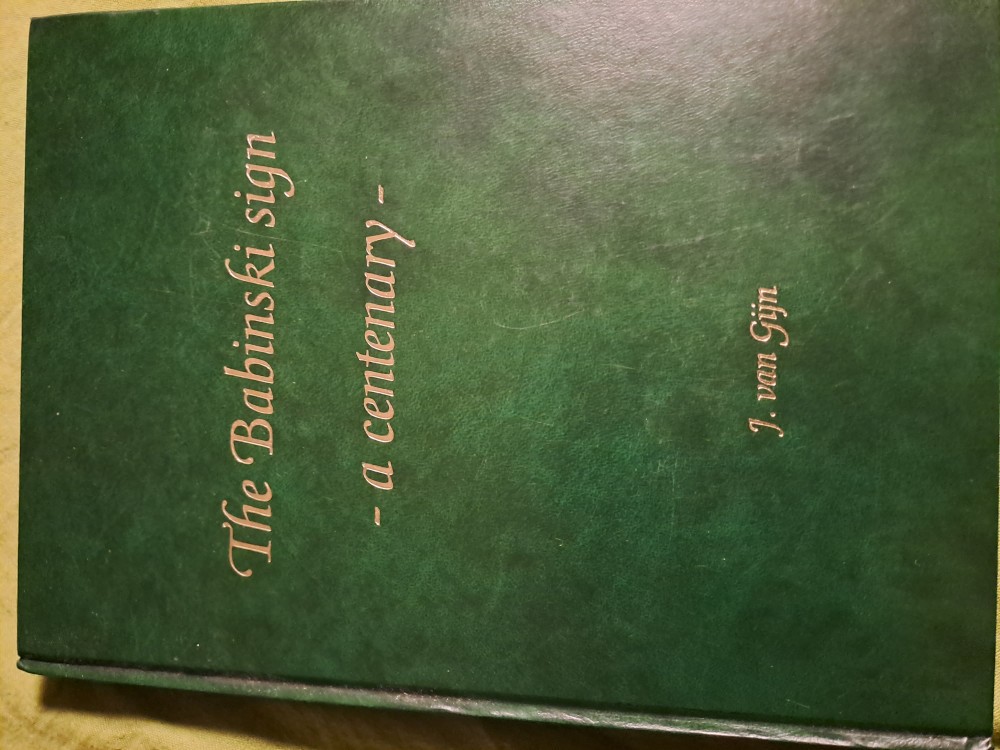 The Babinski sign
- a centenary -
J. van Gijn